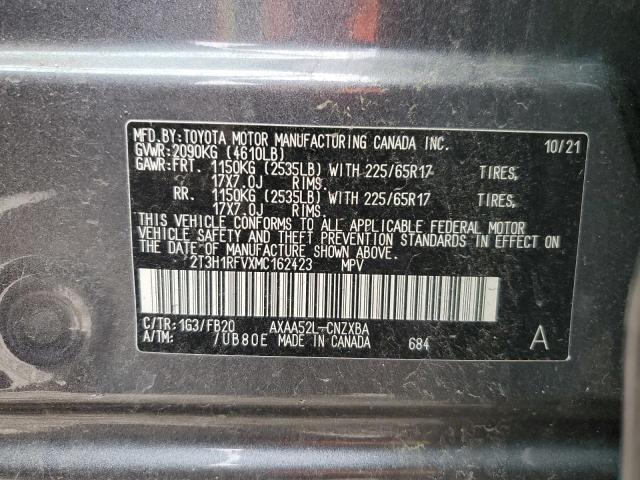 MFD.BY:TOYOTA MOTOR MANUFACTURING CANADA INC. 10/21
GVWR:2090KG (4610LB)
GAWR:FRT. 1150KG (2535LB) WITH 225/65R17 TIRES,
17X7.0J RIMS.
RR. 1150KG (2535LB) WITH 225/65R17 TIRES,
17X7.0J RIMS.
THIS VEHICLE CONFORMS TO ALL APPLICABLE FEDERAL MOTOR
VEHICLE SAFETY AND THEFT PREVENTION STANDARDS IN EFFECT ON
THE DATE OF MANUFACTURE SHOWN ABOVE.
2T3H1RFVXMC162423 MPV
C/TR:1G3/FB20 AXAA52L-CNZXBA
A/TM: /UB80E MADE IN CANADA 684 A